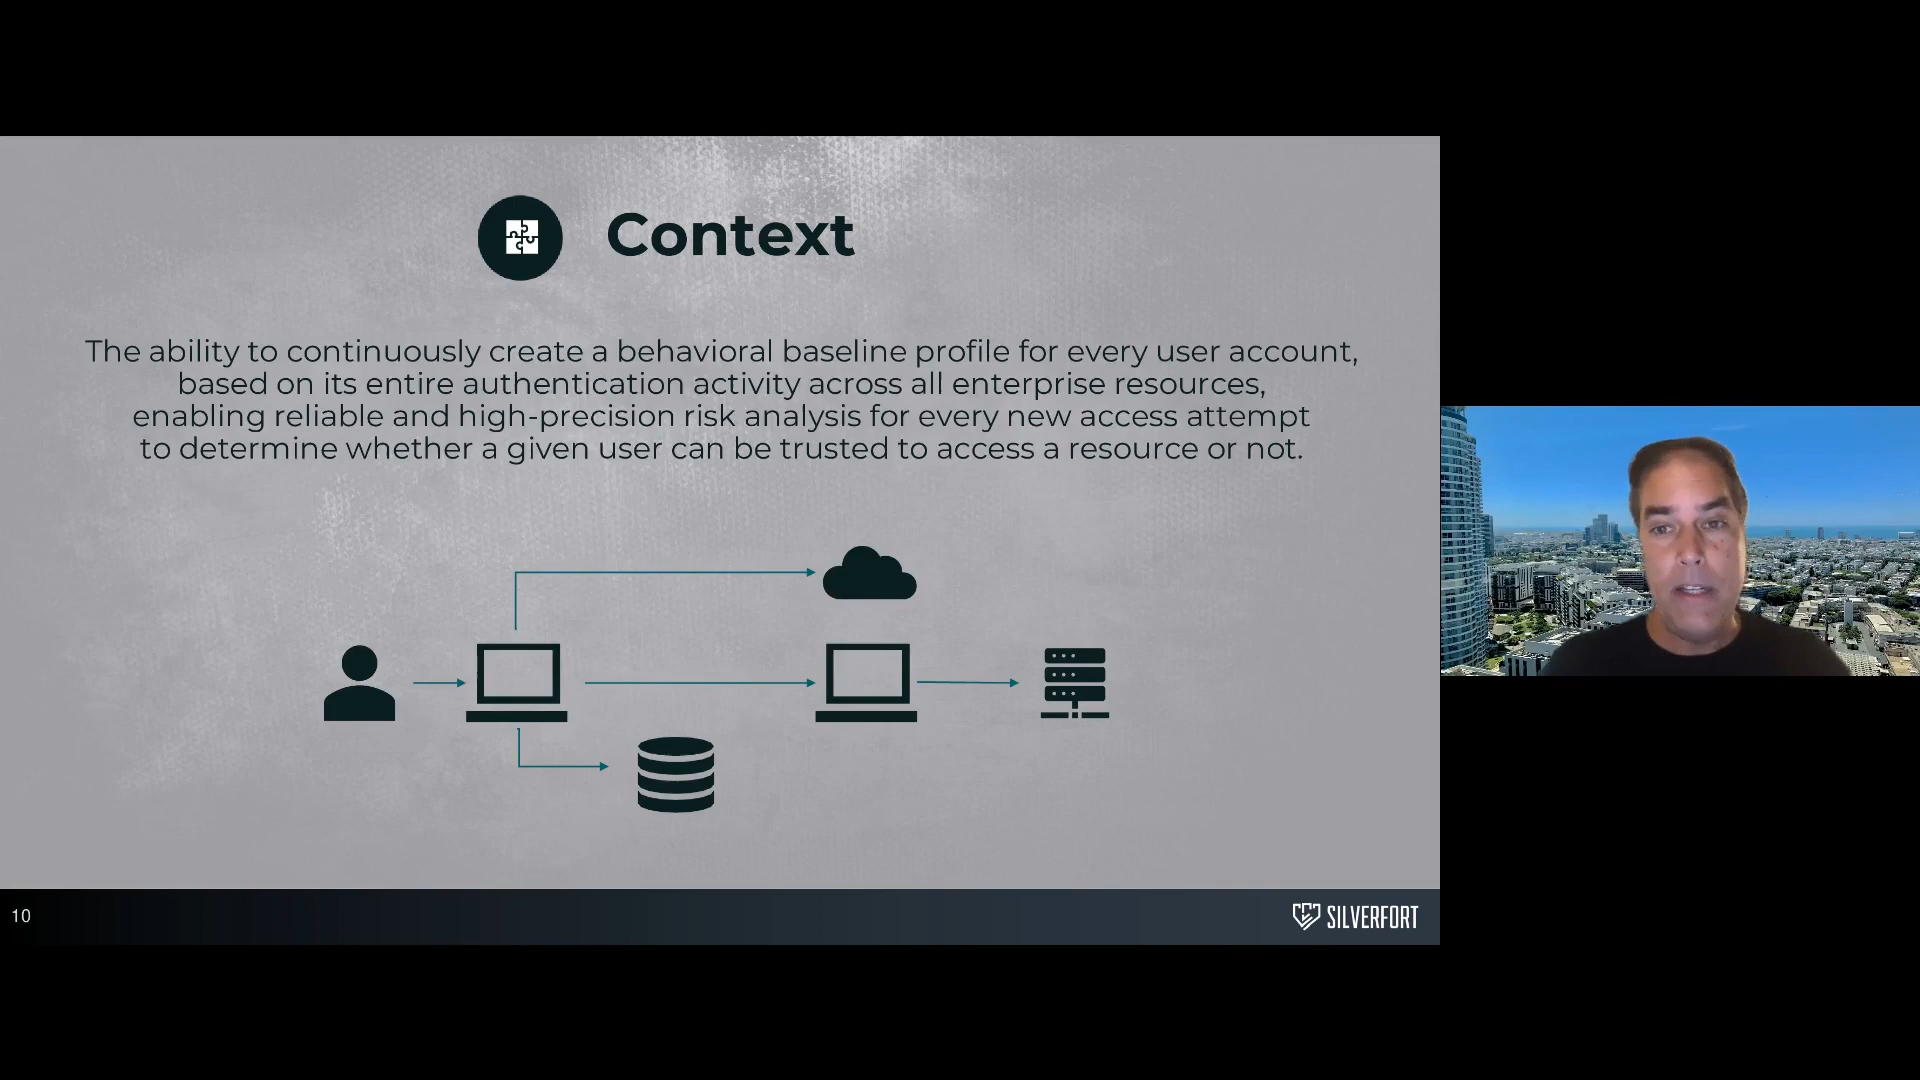 Context
The ability to continuously create a behavioral baseline profile for every user account,
based on its entire authentication activity across all enterprise resources,
enabling reliable and high-precision risk analysis for every new access attempt
to determine whether a given user can be trusted to access a resource or not.
10
SILVERFORT